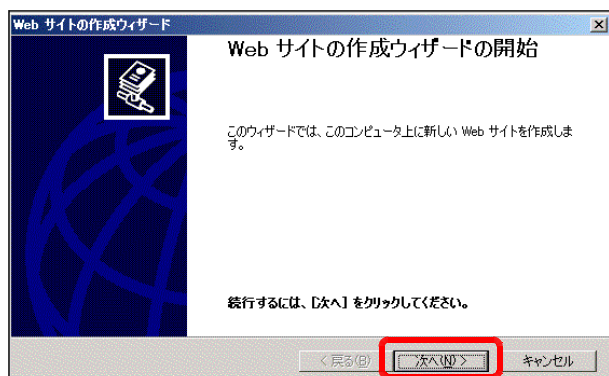 Web サイトの作成ウィザード
Web サイトの作成ウィザードの開始
このウィザードでは、このコンピュータ上に新しい Web サイトを作成しま
す。
続行するには、[次へ] をクリックしてください。
< 戻る(B) 次へ(N) > キャンセル